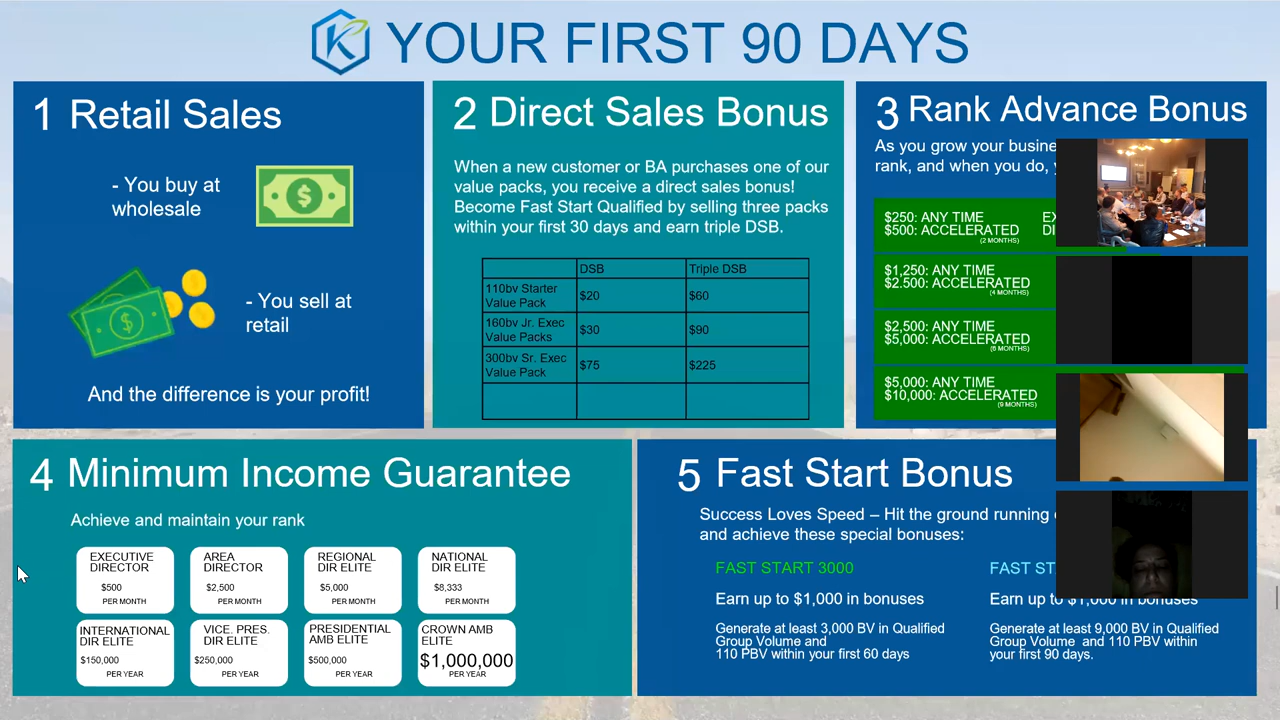 YOUR FIRST 90 DAYS
1 Retail Sales
- You buy at
wholesale
- You sell at
retail
And the difference is your profit!
2 Direct Sales Bonus
When a new customer or BA purchases one of our
value packs, you receive a direct sales bonus!
Become Fast Start Qualified by selling three packs
within your first 30 days and earn triple DSB.
DSB Triple DSB
110bv Starter
Value Pack $20 $60
160bv Jr. Exec
Value Packs $30 $90
300bv Sr. Exec
Value Pack $75 $225
3 Rank Advance Bonus
As you grow your
rank, and when you do,
$250: ANY TIME
$500: ACCELERATED
(2 MONTHS)
$1,250: ANY TIME
$2.500: ACCELERATED
(4 MONTHS)
$2,500: ANY TIME
$5,000: ACCELERATED
(6 MONTHS)
$5,000: ANY TIME
$10,000: ACCELERATED
(9 MONTHS)
4 Minimum Income Guarantee
Achieve and maintain your rank
EXECUTIVE
DIRECTOR
$500
PER MONTH
AREA
DIRECTOR
$2,500
PER MONTH
REGIONAL
DIR ELITE
$5,000
PER MONTH
NATIONAL
DIR ELITE
$8,333
PER MONTH
INTERNATIONAL
DIR ELITE
$150,000
PER YEAR
VICE. PRES.
DIR ELITE
$250,000
PER YEAR
PRESIDENTIAL
AMB ELITE
$500,000
PER YEAR
CROWN AMB
ELITE
$1,000,000
PER YEAR
5 Fast Start Bonus
Success Loves Speed – Hit the ground running
and achieve these special bonuses:
FAST START 3000
Earn up to $1,000 in bonuses
Generate at least 3,000 BV in Qualified
Group Volume and
110 PBV within your first 60 days
FAST
Earn up to $1,000 in bonuses
Generate at least 9,000 BV in Qualified
Group Volume and 110 PBV within
your first 90 days.